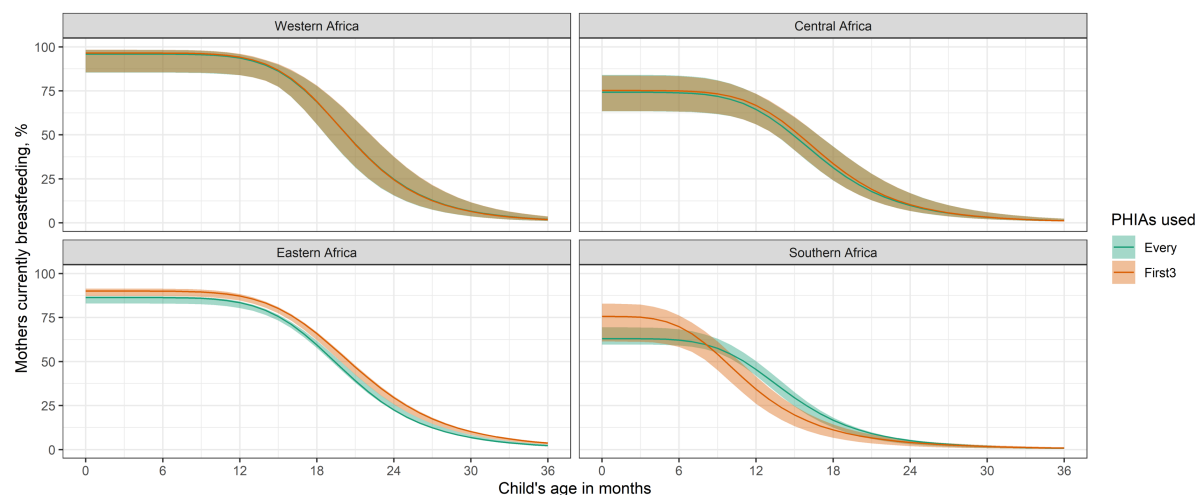 Western Africa
Central Africa
100
75
50
25
0
Eastern Africa
Southern Africa
100
75
50
25
0
0 6 12 18 24 30 36
0 6 12 18 24 30 36
Child's age in months
Mothers currently breastfeeding, %
PHIAs used
Every
First3